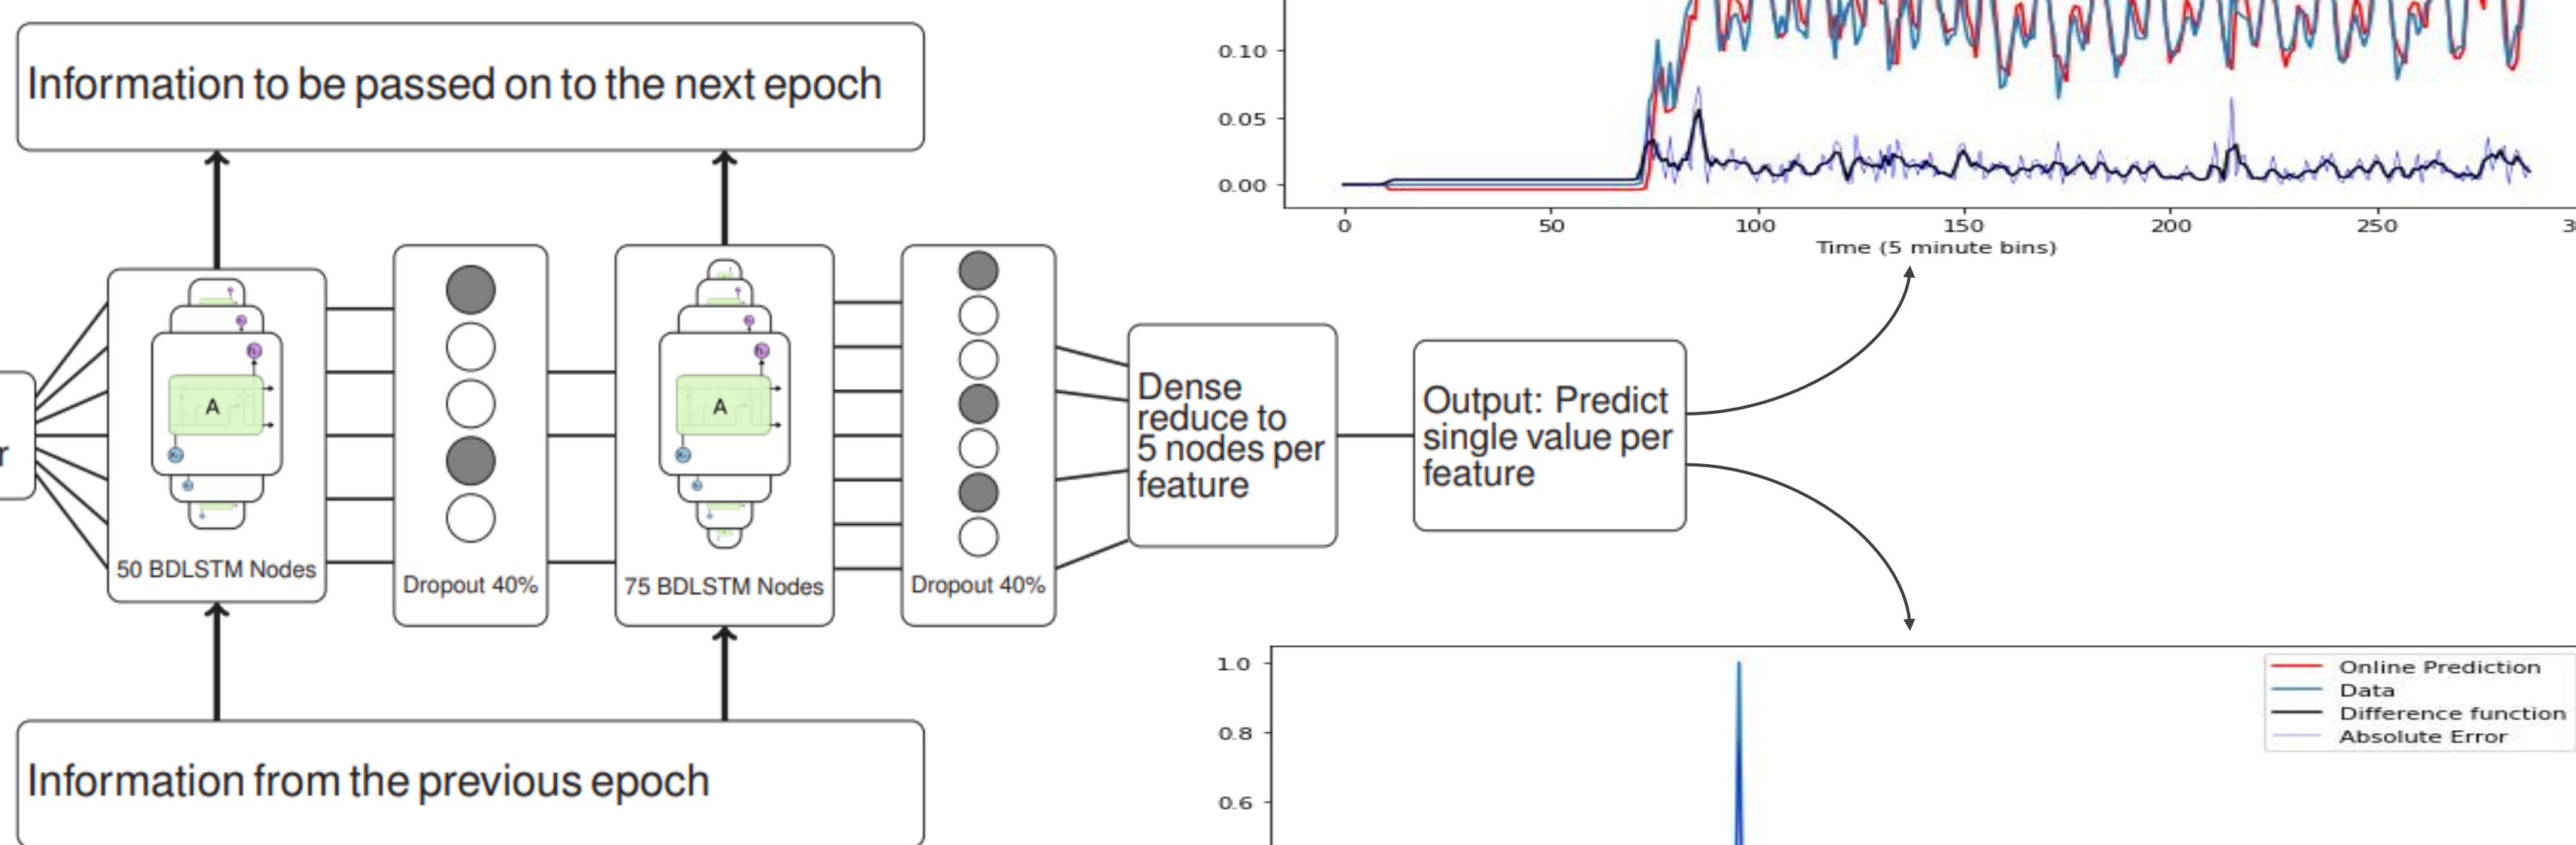 Information to be passed on to the next epoch
0.10
0.05
0.00
0
50
100
150
200
250
Time (5 minute bins)
r
A
50 BDLSTM Nodes
Dropout 40%
A
75 BDLSTM Nodes
Dropout 40%
Dense
reduce to
5 nodes per
feature
Output: Predict
single value per
feature
Information from the previous epoch
1.0
0.8
0.6
Online Prediction
Data
Difference function
Absolute Error